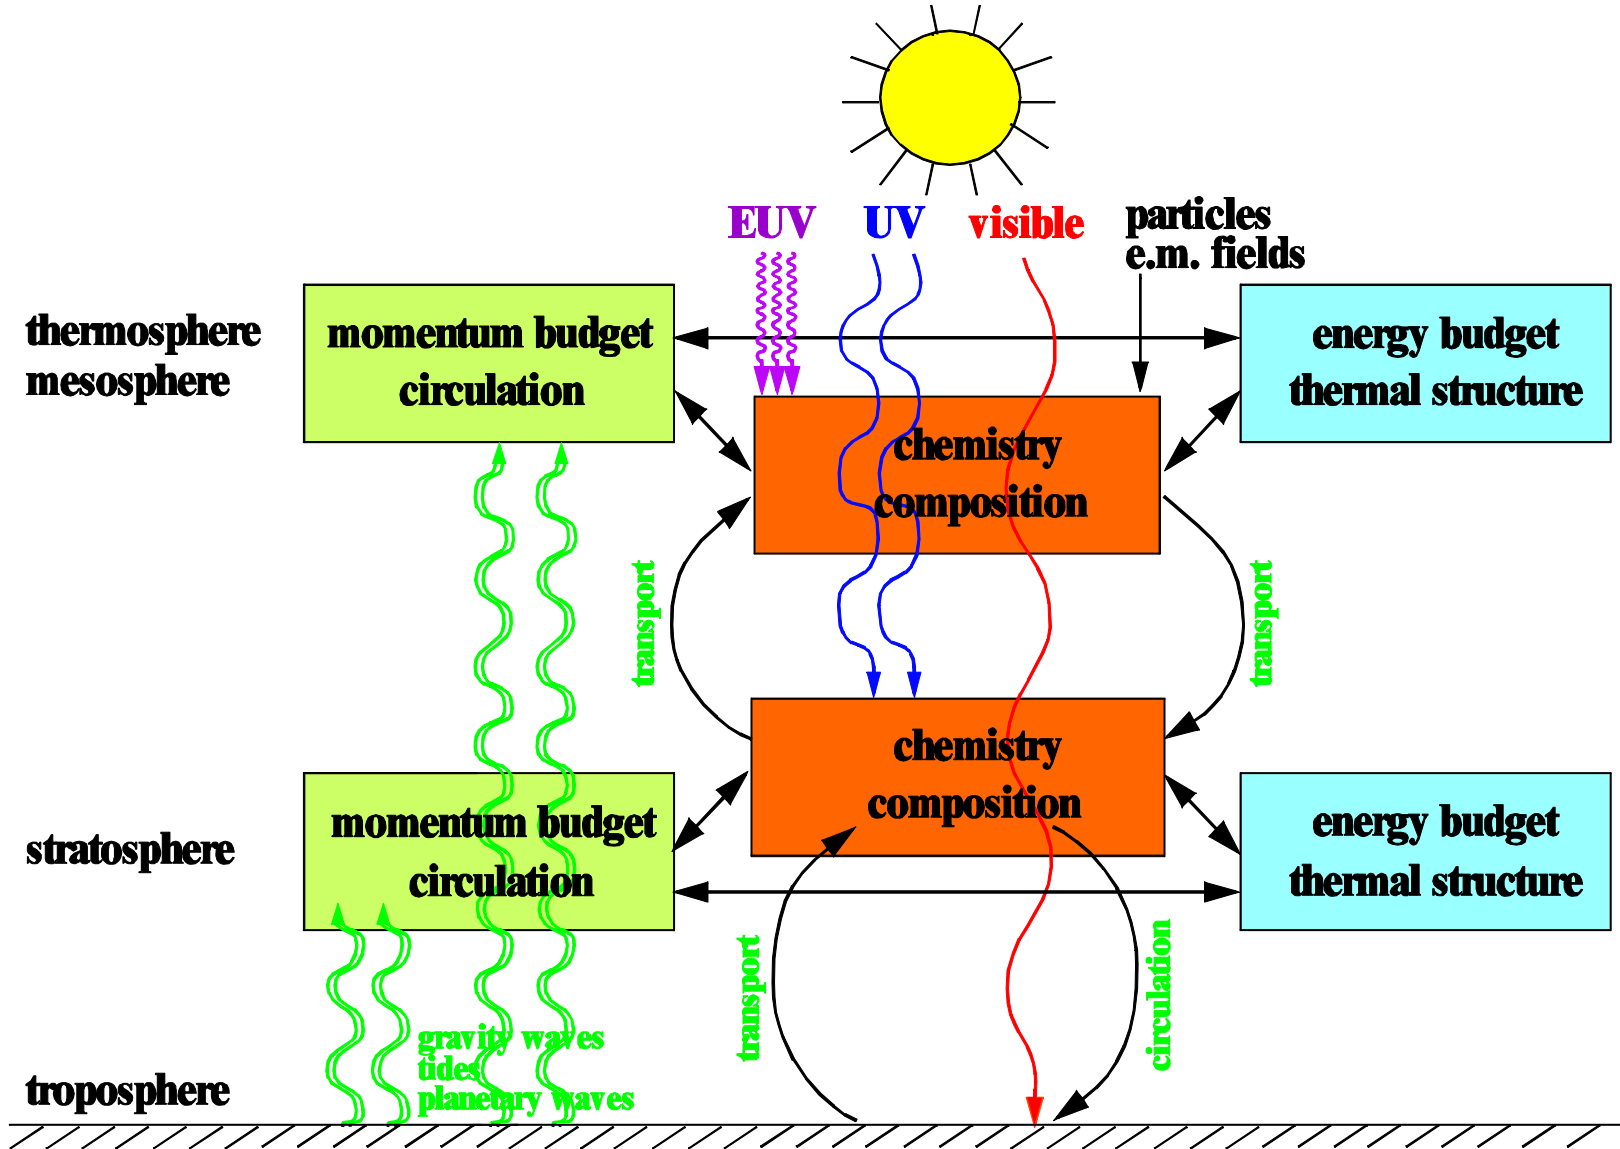 EUV
UV
visible
particles
e.m. fields
thermosphere
mesosphere
momentum budget
circulation
energy budget
thermal structure
chemistry
composition
transport
transport
chemistry
composition
stratosphere
momentum budget
circulation
energy budget
thermal structure
transport
circulation
gravity waves
tides
planetary waves
troposphere